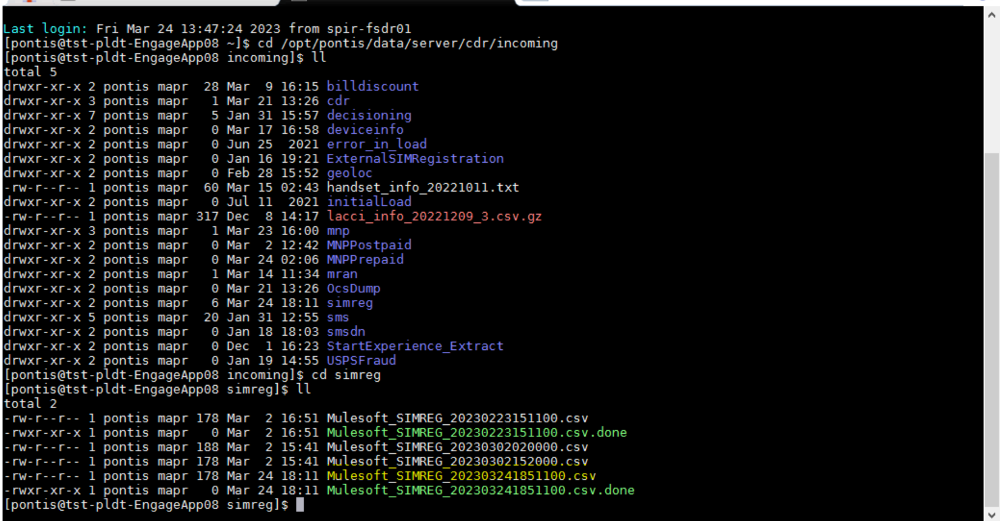 Last login: Fri Mar 24 13:47:24 2023 from spir-fsdr01
[pontis@tst-pldt-EngageApp08 ~]$ cd /opt/pontis/data/server/cdr/incoming
[pontis@tst-pldt-EngageApp08 incoming]$ ll
total 5
drwxr-xr-x 2 pontis mapr  28 Mar  9 16:15 billdiscount
drwxr-xr-x 3 pontis mapr   1 Mar 21 13:26 cdr
drwxr-xr-x 7 pontis mapr   5 Jan 31 15:57 decisioning
drwxr-xr-x 2 pontis mapr   0 Mar 17 16:58 deviceinfo
drwxr-xr-x 2 pontis mapr   0 Jun 25  2021 error_in_load
drwxr-xr-x 2 pontis mapr   0 Jan 16 19:21 ExternalSIMRegistration
drwxr-xr-x 2 pontis mapr   0 Feb 28 15:52 geoloc
-rw-r--r-- 1 pontis mapr  60 Mar 15 02:43 handset_info_20221011.txt
drwxr-xr-x 2 pontis mapr   0 Jul 11  2021 initialLoad
-rw-r--r-- 1 pontis mapr 317 Dec  8 14:17 lacci_info_20221209_3.csv.gz
drwxr-xr-x 3 pontis mapr   1 Mar 23 16:00 mnp
drwxr-xr-x 2 pontis mapr   0 Mar  2 12:42 MNPPostpaid
drwxr-xr-x 2 pontis mapr   0 Mar 24 02:06 MNPPrepaid
drwxr-xr-x 2 pontis mapr   1 Mar 14 11:34 mran
drwxr-xr-x 2 pontis mapr   0 Mar 21 13:26 OcsDump
drwxr-xr-x 2 pontis mapr   6 Mar 24 18:11 simreg
drwxr-xr-x 5 pontis mapr  20 Jan 31 12:55 sms
drwxr-xr-x 2 pontis mapr   0 Jan 18 18:03 smsdn
drwxr-xr-x 2 pontis mapr   0 Dec  1 16:23 StartExperience_Extract
drwxr-xr-x 2 pontis mapr   0 Jan 19 14:55 USPSFraud
[pontis@tst-pldt-EngageApp08 incoming]$ cd simreg
[pontis@tst-pldt-EngageApp08 simreg]$ ll
total 2
-rw-r--r-- 1 pontis mapr 178 Mar  2 16:51 Mulesoft_SIMREG_20230223151100.csv
-rwxr-xr-x 1 pontis mapr   0 Mar  2 16:51 Mulesoft_SIMREG_20230223151100.csv.done
-rw-r--r-- 1 pontis mapr 188 Mar  2 15:41 Mulesoft_SIMREG_20230302020000.csv
-rw-r--r-- 1 pontis mapr 178 Mar  2 15:41 Mulesoft_SIMREG_20230302152000.csv
-rw-r--r-- 1 pontis mapr 178 Mar 24 18:11 Mulesoft_SIMREG_202303241851100.csv
-rwxr-xr-x 1 pontis mapr   0 Mar 24 18:11 Mulesoft_SIMREG_202303241851100.csv.done
[pontis@tst-pldt-EngageApp08 simreg]$